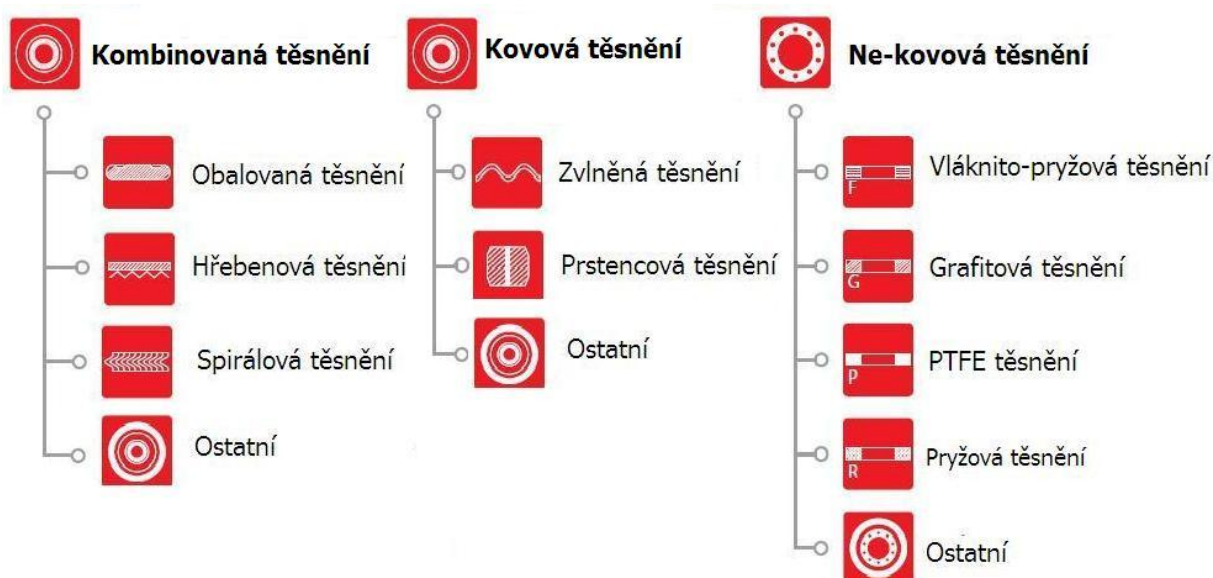 Kombinovaná těsnění
Obalovaná těsnění
Hřebenová těsnění
Spirálová těsnění
Ostatní
Kovová těsnění
Zvlněná těsnění
Prstencová těsnění
Ostatní
Ne-kovová těsnění
F
Vláknito-pryžová těsnění
G
Grafitová těsnění
P
PTFE těsnění
R
Pryžová těsnění
Ostatní